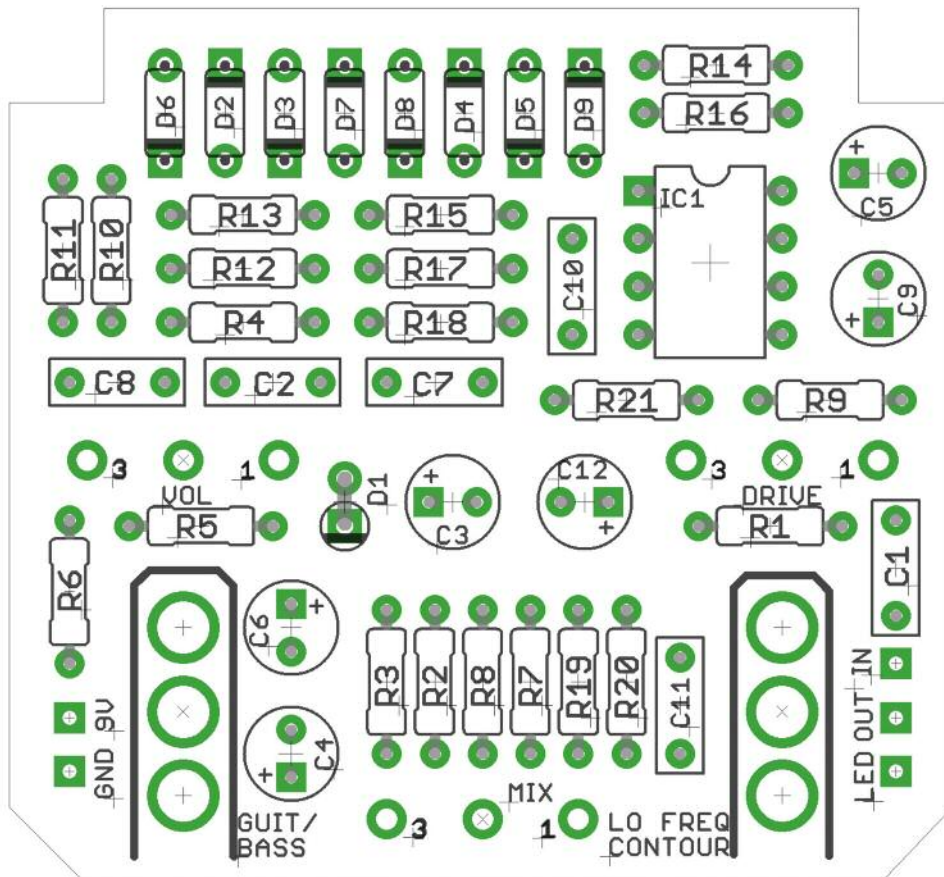 R14
D6 D2 D3 D7 D8 D4 D5 D9
R16
+
IC1
C5
R11 R10 R13 R15
C10
R12 R17
C9
+
R4 R18
C8 C2 C7
R21 R9
3 1
D1
+
C12
3 1
VOL
DRIVE
R5
C3
+
R1
C1
R6
C6 +
R3 R2 R8 R7 R19 R20
C11
IN
9V
OUT
C4
+
GND
LED
MIX
3 1
GUIT/
BASS
LO FREQ
CONTOUR